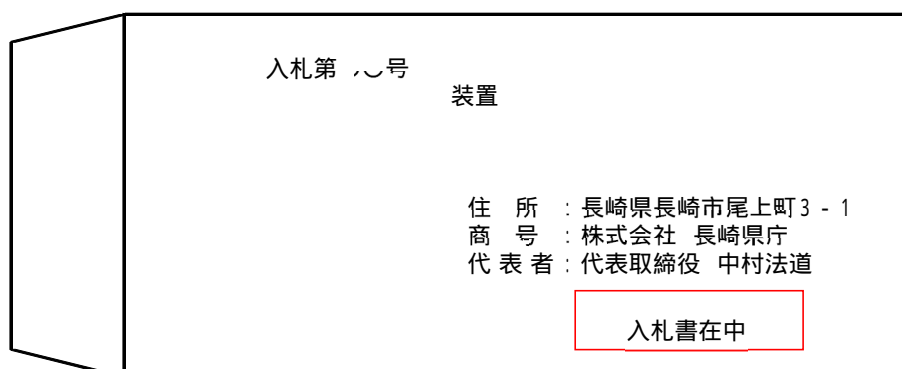 入札第 号
装置
住　所　：長崎県長崎市尾上町3‐1
商　号　：株式会社 長崎県庁
代 表 者：代表取締役 中村法道
入札書在中